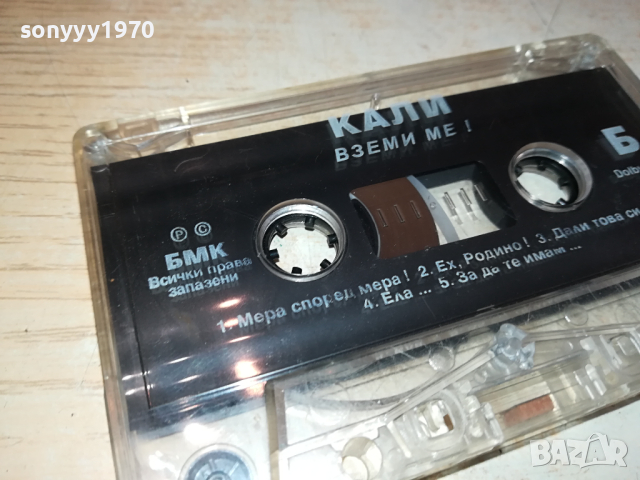 sonyyy1970
КАЛИ
ВЗЕМИ МЕ !
Б
Dolby
Ⓟ Ⓒ
БМК
Всички права
запазени
1. Мера според мера ! 2. Ех, Родино! 3. Дали това си
4. Ела ... 5. За да те имам ...
BAZAR